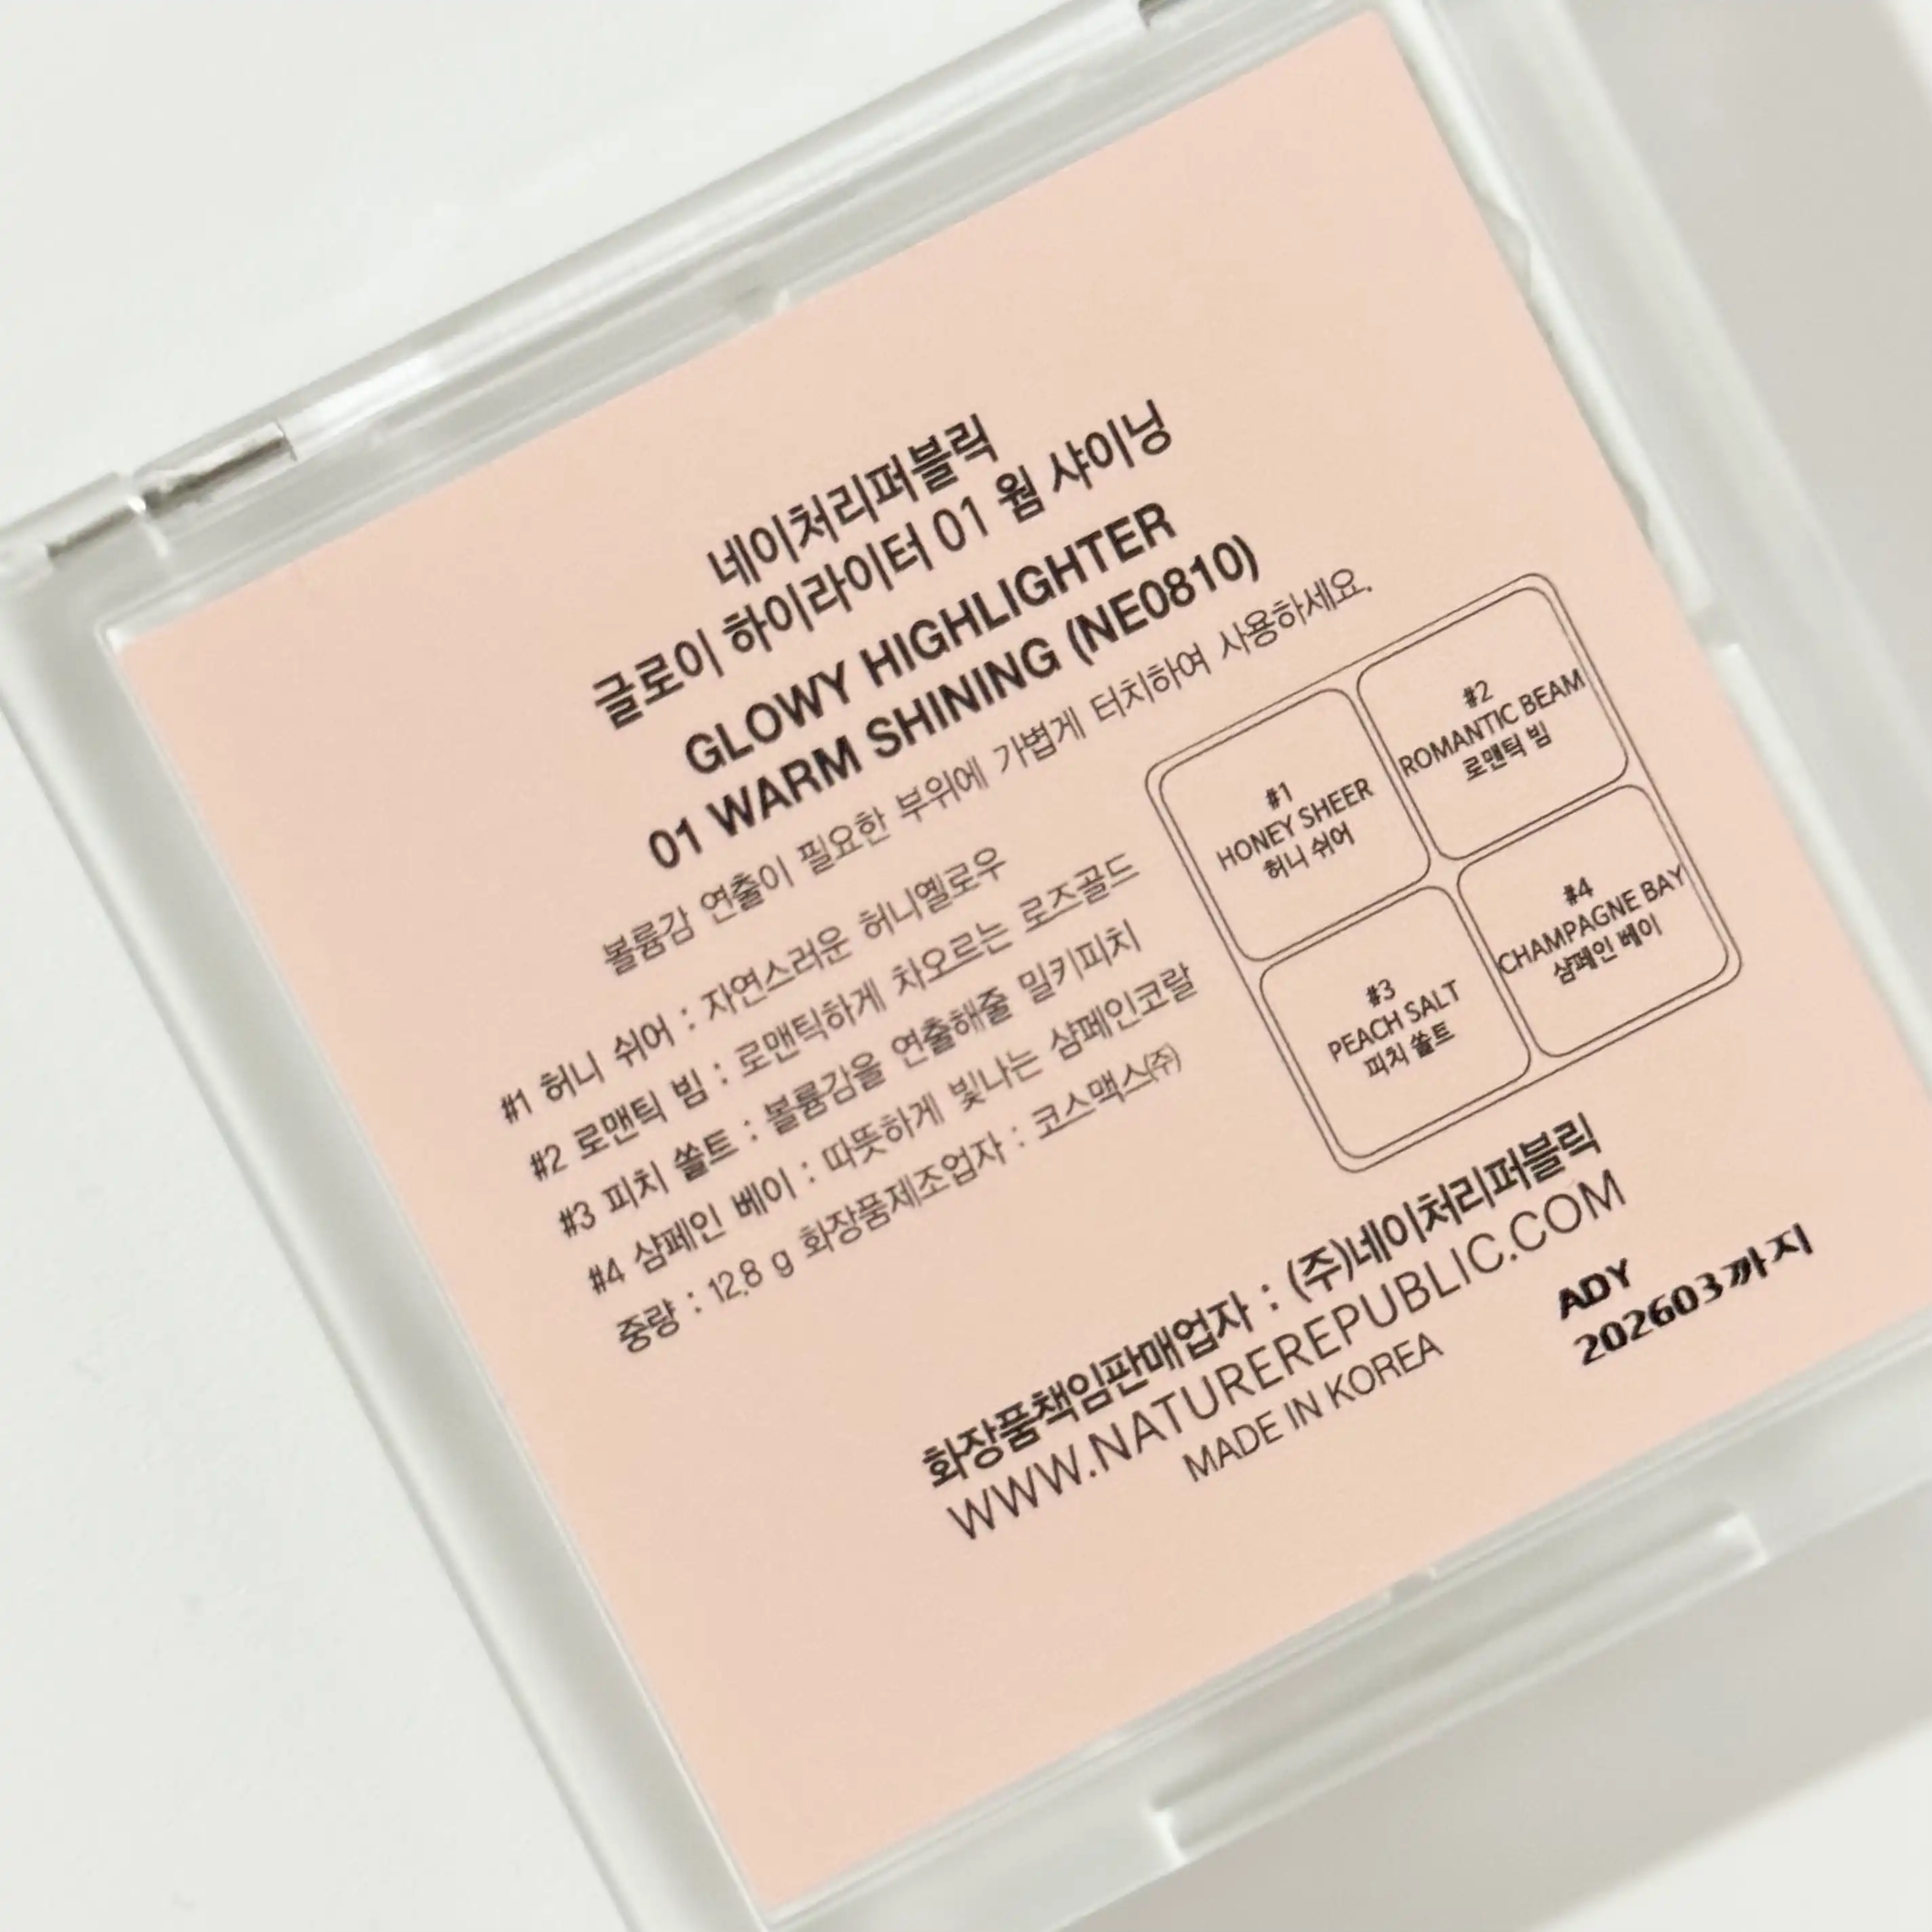 네이처리퍼블릭
글로이 하이라이터 01 웜 샤이닝
GLOWY HIGHLIGHTER
01 WARM SHINING (NE0810)
볼륨감 연출이 필요한 부위에 가볍게 터치하여 사용하세요.
#1 허니 쉬어 : 자연스러운 허니옐로우
#2 로맨틱 빔 : 로맨틱하게 차오르는 로즈골드
#3 피치 쏠트 : 볼륨감을 연출해줄 밀키피치
#4 샴페인 베이 : 따뜻하게 빛나는 샴페인코랄
중량 : 12.8 g 화장품제조업자 : 코스맥스㈜
#1
HONEY SHEER
허니 쉬어
#2
ROMANTIC BEAM
로맨틱 빔
#3
PEACH SALT
피치 쏠트
#4
CHAMPAGNE BAY
샴페인 베이
화장품책임판매업자 : (주)네이처리퍼블릭
WWW.NATUREREPUBLIC.COM
MADE IN KOREA
ADY
202603까지